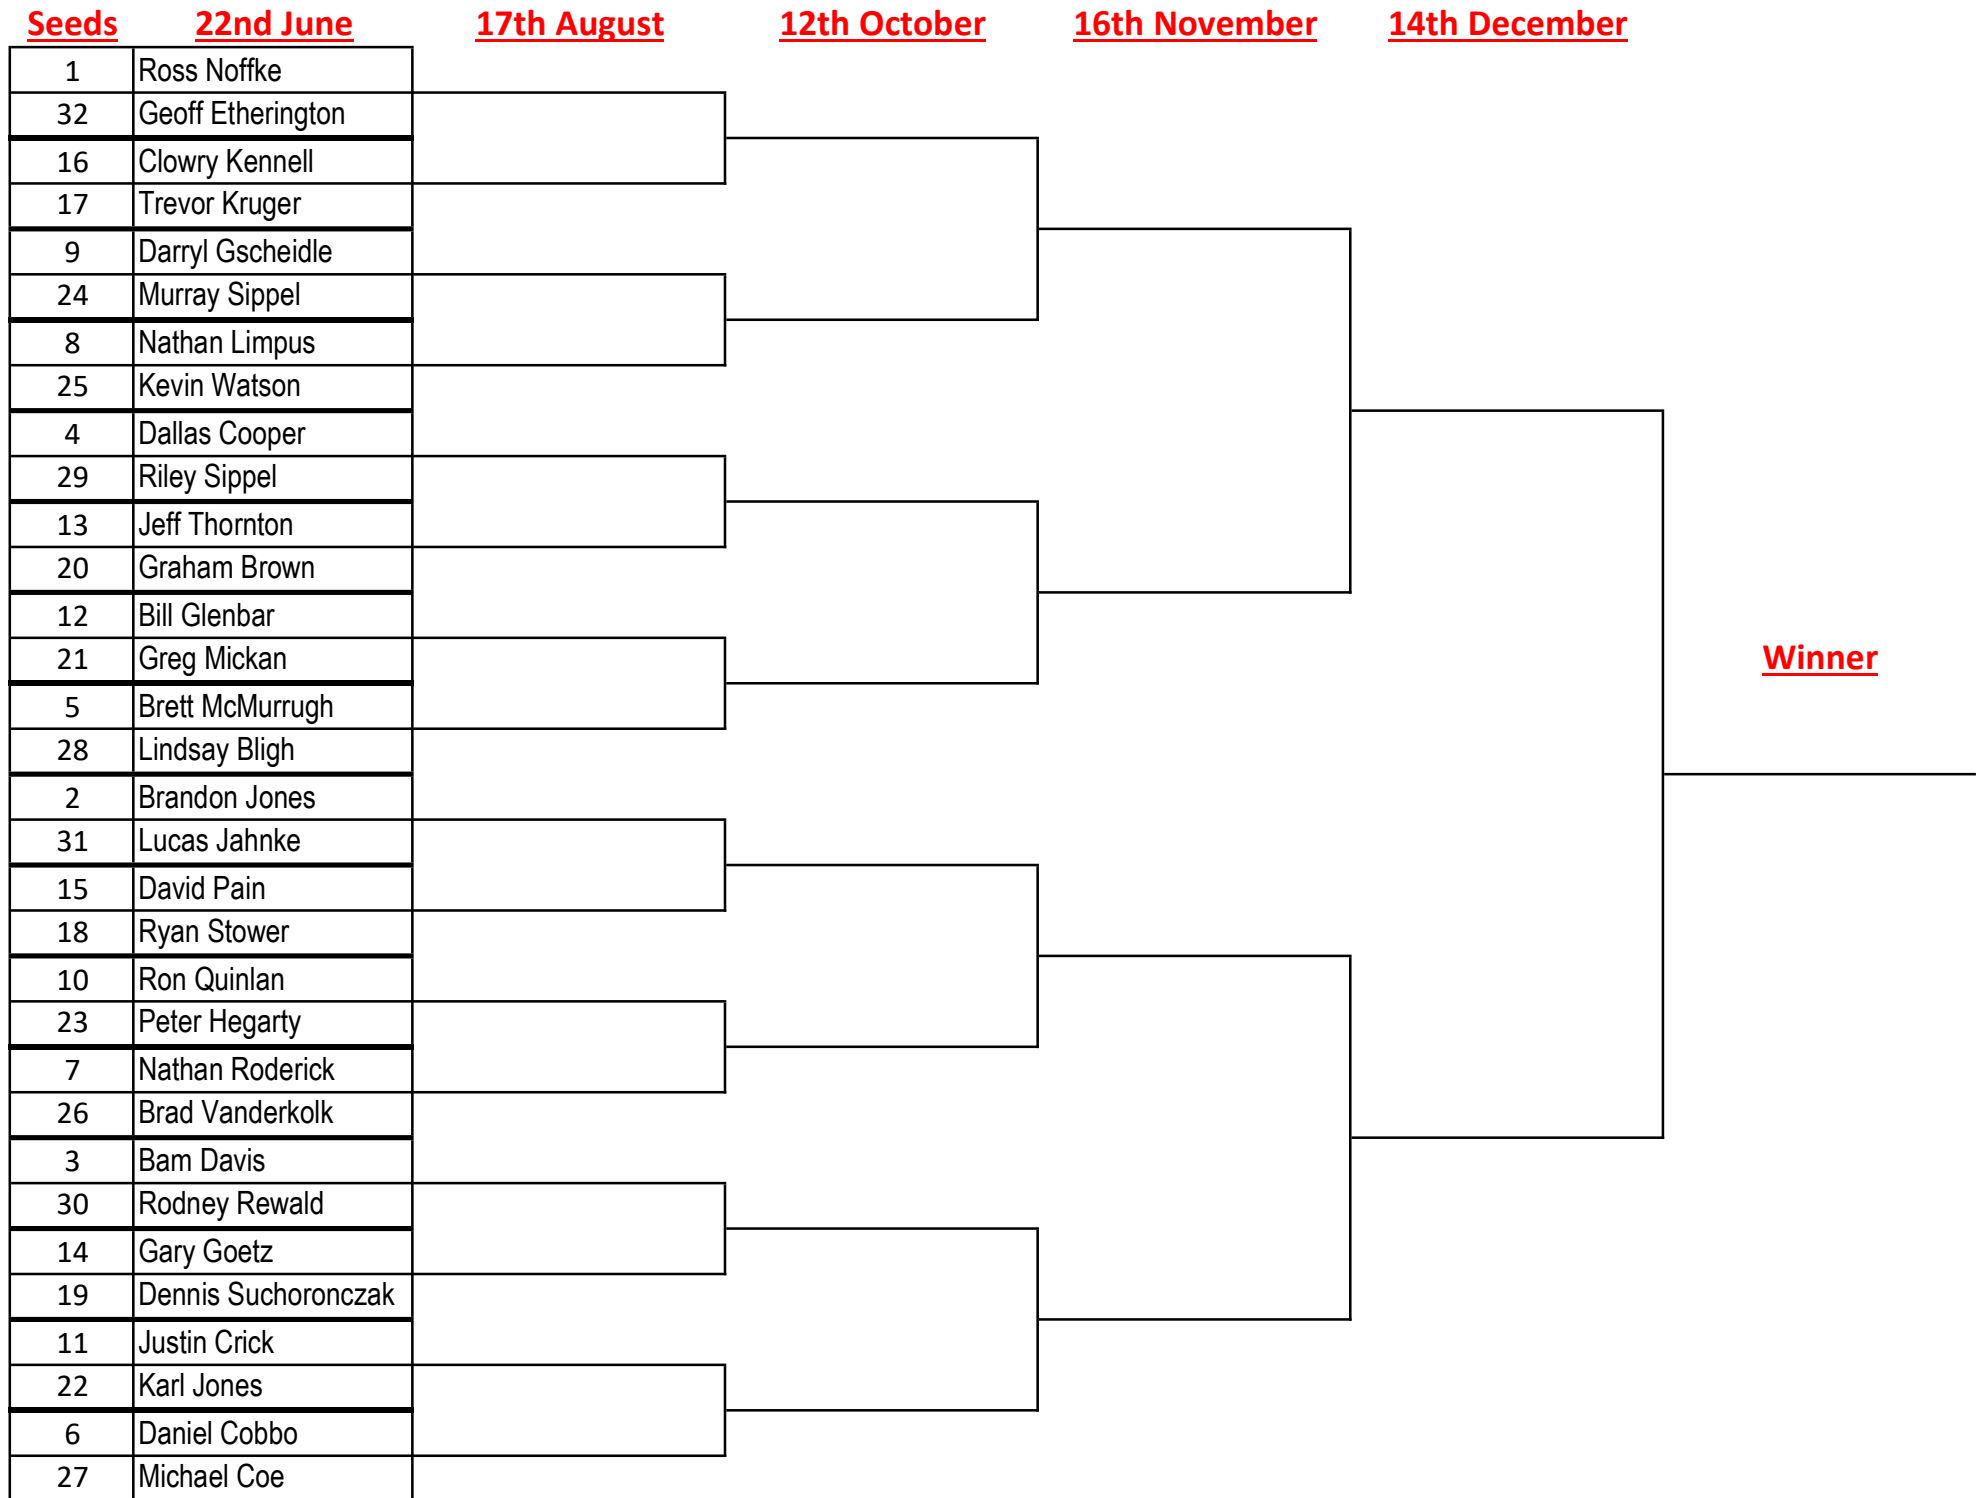 Seeds 22nd June 17th August 12th October 16th November 14th December
1 Ross Noffke
32 Geoff Etherington
16 Clowry Kennell
17 Trevor Kruger
9 Darryl Gscheidle
24 Murray Sippel
8 Nathan Limpus
25 Kevin Watson
4 Dallas Cooper
29 Riley Sippel
13 Jeff Thornton
20 Graham Brown
12 Bill Glenbar
21 Greg Mickan
Winner
5 Brett McMurrugh
28 Lindsay Bligh
2 Brandon Jones
31 Lucas Jahnke
15 David Pain
18 Ryan Stower
10 Ron Quinlan
23 Peter Hegarty
7 Nathan Roderick
26 Brad Vanderkolk
3 Bam Davis
30 Rodney Rewald
14 Gary Goetz
19 Dennis Suchoronczak
11 Justin Crick
22 Karl Jones
6 Daniel Cobbo
27 Michael Coe